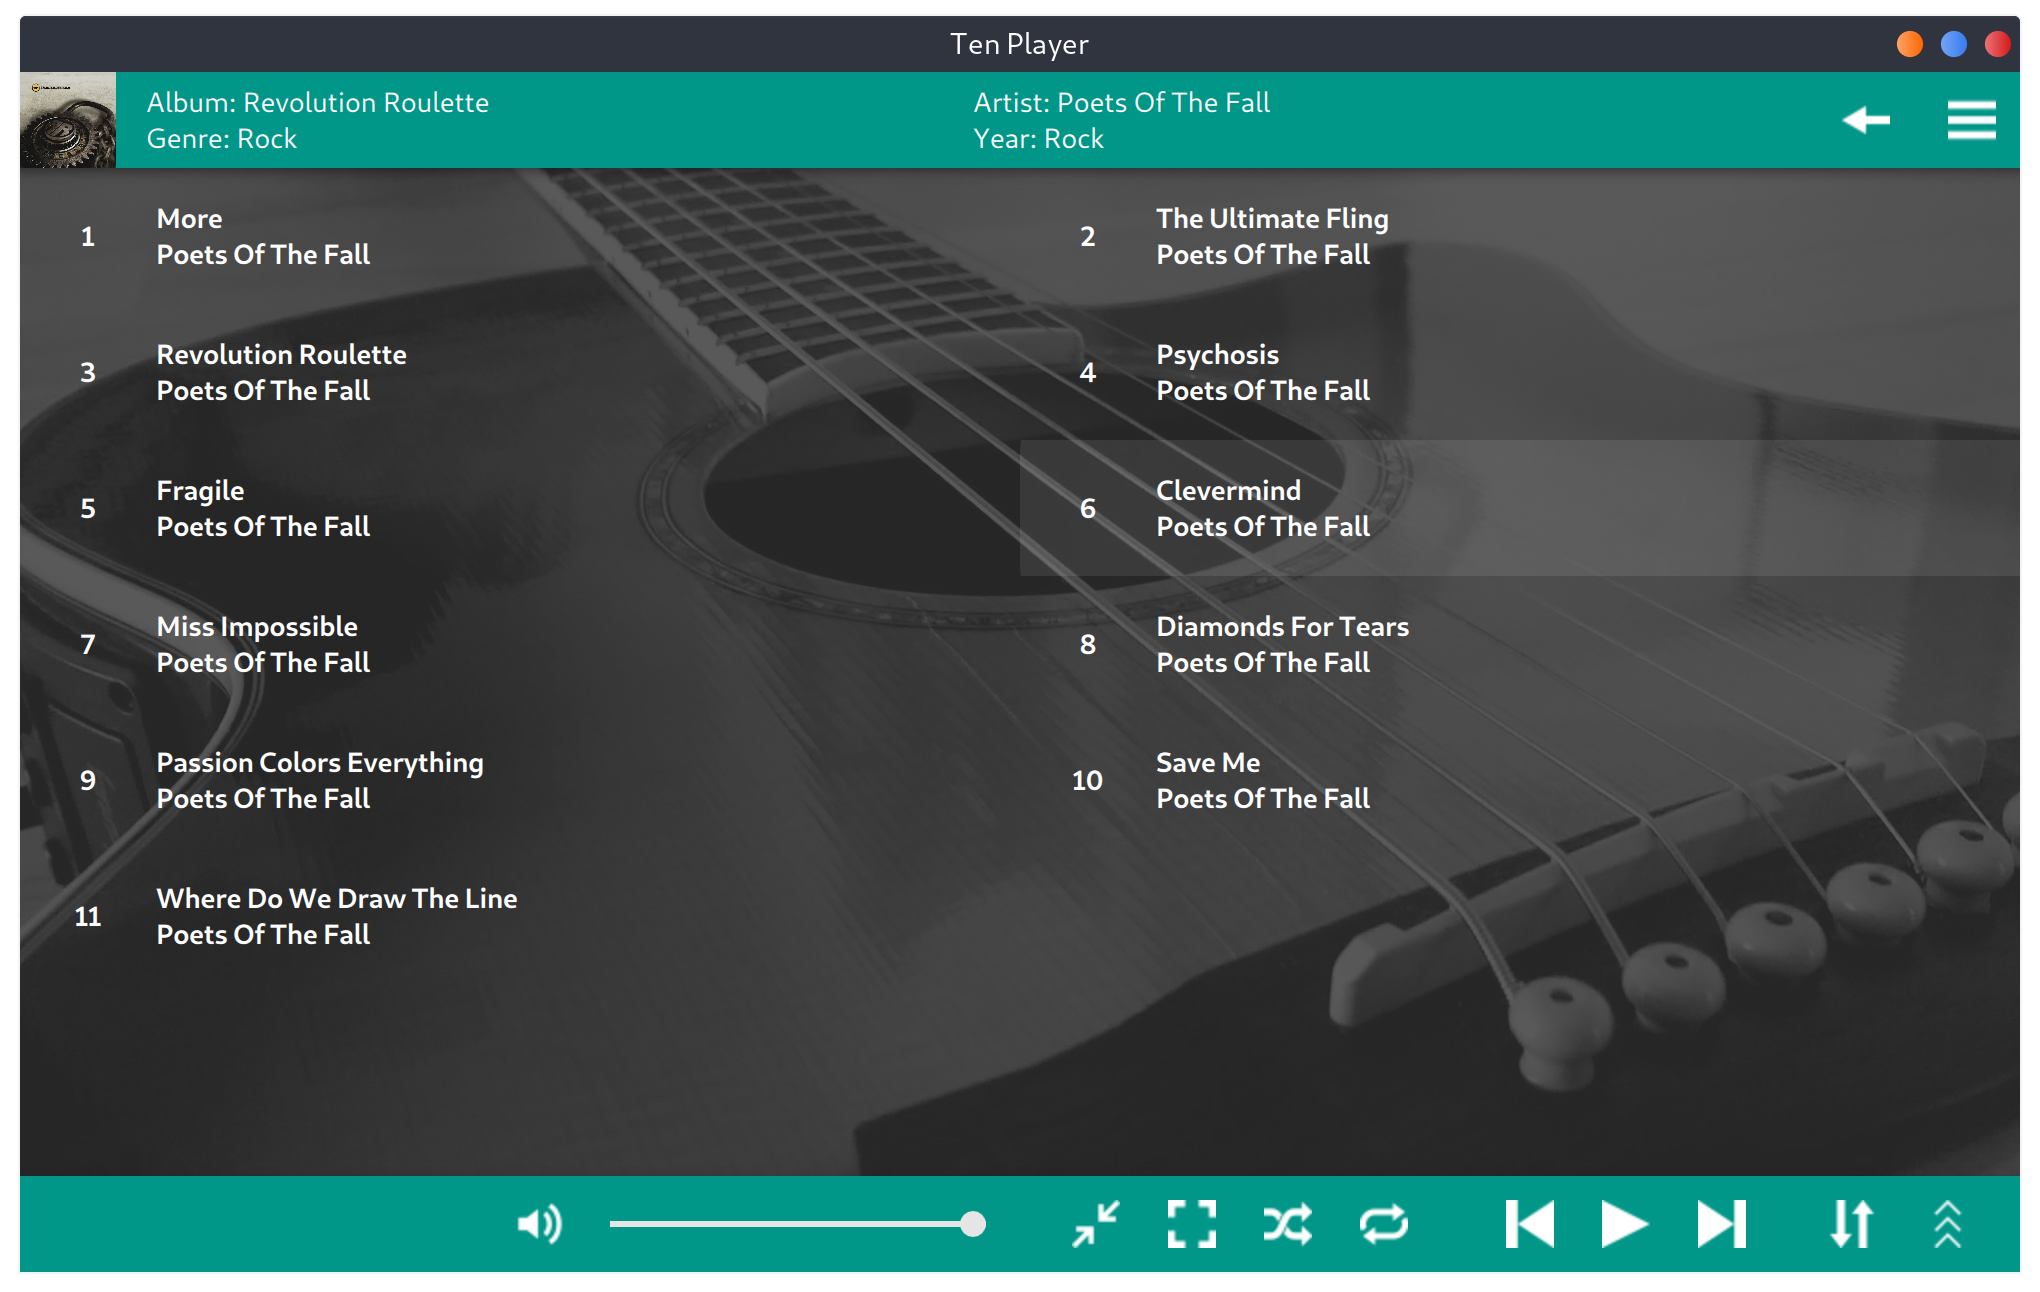 Ten Player
Album: Revolution Roulette
Artist: Poets Of The Fall
Genre: Rock
Year: Rock
1
More
Poets Of The Fall
2
The Ultimate Fling
Poets Of The Fall
3
Revolution Roulette
Poets Of The Fall
4
Psychosis
Poets Of The Fall
5
Fragile
Poets Of The Fall
6
Clevermind
Poets Of The Fall
7
Miss Impossible
Poets Of The Fall
8
Diamonds For Tears
Poets Of The Fall
9
Passion Colors Everything
Poets Of The Fall
10
Save Me
Poets Of The Fall
11
Where Do We Draw The Line
Poets Of The Fall